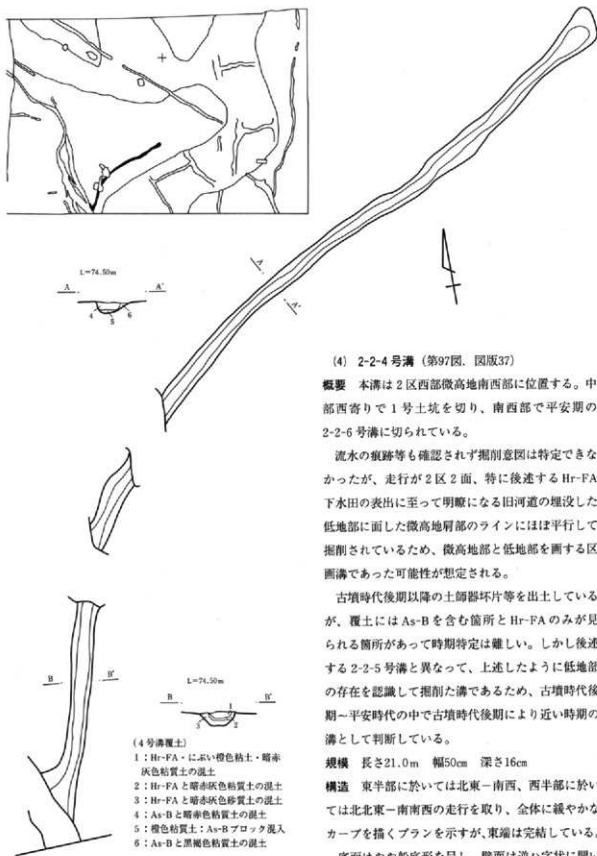 L=74.50m
A A'
4 5 6
A
A'
(4) 2-2-4号溝(第97図．図版37)
概要 本溝は2区西部微高地南西部に位置する。中
部西寄りで1号土坑を切り、南西部で平安期の
2-2-6号溝に切られている。
流水の痕跡等も確認されず掘削意図は特定できな
かったが、走行が2区2面、特に後述するHr-FA
下水田の表出に至って明瞭になる旧河道の埋没した
低地部に面した微高地肩部のラインにほぼ平行して
掘削されているため、微高地部と低地部を画する区
画溝であった可能性が想定される。
古墳時代後期以降の土師器坏片等を出土している
が、覆土にはAs-Bを含む箇所とHr-FAのみが見
られる箇所があって時期特定は難しい。しかし後述
する2-2-5号溝と異なって、上述したように低地部
の存在を認識して掘削した溝であるため、古墳時代後
期～平安時代の中で古墳時代後期により近い時期の
溝として判断している。
規模 長さ21.0m 幅50cm 深さ16cm
構造 東半部に於いては北東－南西、西半部に於い
ては北北東－南南西の走行を取り、全体に緩やかな
カーブを描くプランを示すが、東端は完結している。
B B'
L=74.50m
B B'
3 1 2
(4号溝覆土)
1：Hr-FA・にぶい橙色粘土・暗赤
灰色粘質土の混土
2：Hr-FAと暗赤灰色粘質土の混土
3：Hr-FAと暗赤灰色砂質土の混土
4：As-Bと暗赤色粘質土の混土
5：橙色粘質土：As-Bブロック混入
6：As-Bと黒褐色粘質土の混土